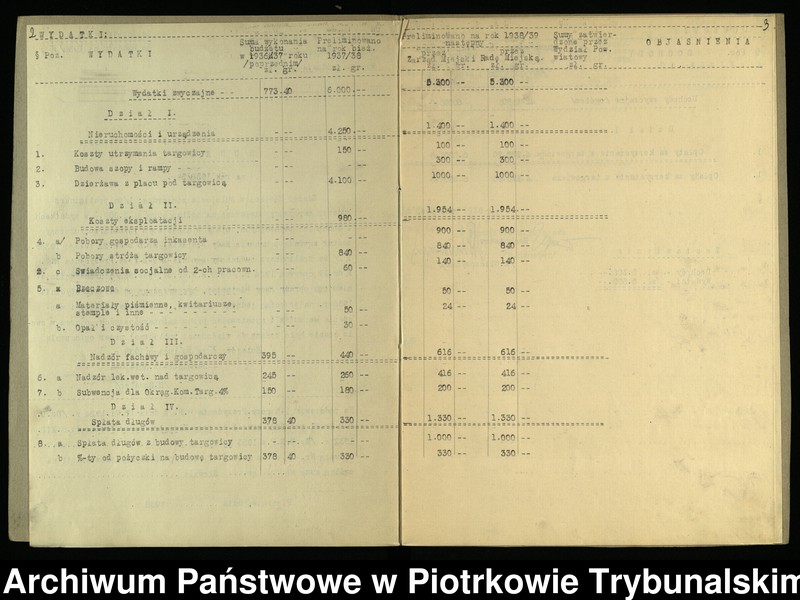 2 WYDATKI:
§ Poz. WYDATKI Suma wykonania budżetu w 1936/37 roku /poprzednim/ zł. gr. Preliminowano na rok bież. 1937/38 zł. gr.
Wydatki zwyczajne - - 773.40 6.000.--
Dział I.
Nieruchomości i urządzenia - -- 4.250.--
1. Koszty utrzymania targowicy - -- 150 --
2. Budowa szopy i rampy - - - - -- - --
3. Dzierżawa z placu pod targowicą - -- 4.100.--
Dział II.
Koszty eksploatacji - -- 980.--
4. a/ Pobory gospodarza inkasenta - -- - --
b Pobory stróża targowicy - -- 840 --
c Świadczenia socjalne od 2-ch pracown. - -- 60 --
5. Rzeczowe
a Materiały piśmienne, kwitariusze,
stemple i inne - - - - - - - - - - -- 50 --
b. Opał i czystość - - - - - - - - -- 30 --
Dział III.
Nadzór fachowy i gospodarczy 395 -- 440 --
6. a Nadzór lek.wet. nad targowicą 245 -- 260 --
7. b Subwencja dla Okręg.Kom.Targ.4% 150 -- 180 --
Dział IV.
Spłata długów 378 40 330 --
8. a Spłata długów z budowy targowicy - --. - --
b %-ty od pożyczki na budowę targowicy 378 40 330 --
3
Preliminowano na rok 1938/39
następny
przez Zarząd Miejski zł. gr. przez Radę Miejską. zł. gr. Sumy zatwierdzone przez Wydział Powiatowy zł. gr. OBJAŚNIENIA
5.300 -- 5.300 --
1.400 -- 1.400 --
100 -- 100 --
300 -- 300 --
1000 -- 1000 --
1.954 -- 1.954 --
900 -- 900 --
840 -- 840 --
140 -- 140 --
50 -- 50 --
24 -- 24 --
616 -- 616 --
416 -- 416 --
200 -- 200 --
1.330 -- 1.330 --
1.000 -- 1.000 --
330 -- 330 --
Archiwum Państwowe w Piotrkowie Trybunalskim